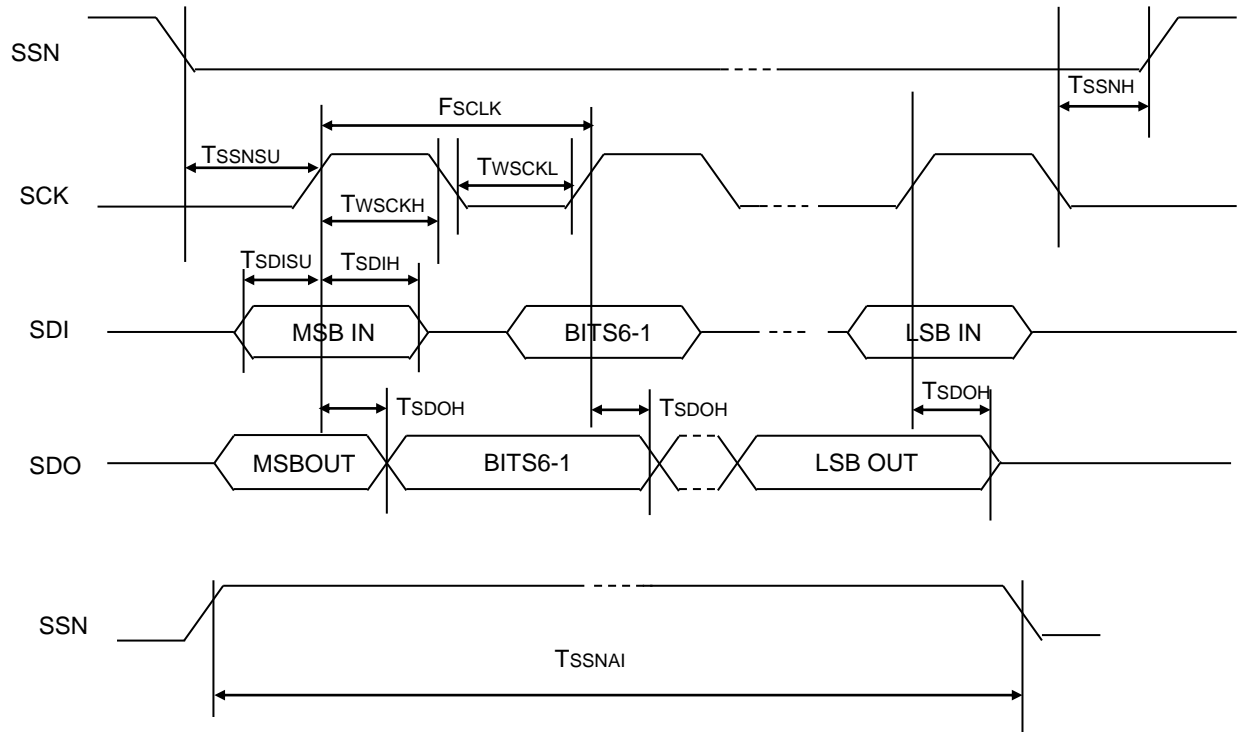 SSN
TSSNH
FSCLK
TSSNSU
TWSCKL
SCK
TWSCKH
TSDISU
TSDIH
SDI
MSB IN
BITS6-1
LSB IN
TSDOH
TSDOH
TSDOH
SDO
MSBOUT
BITS6-1
LSB OUT
SSN
TSSNAI